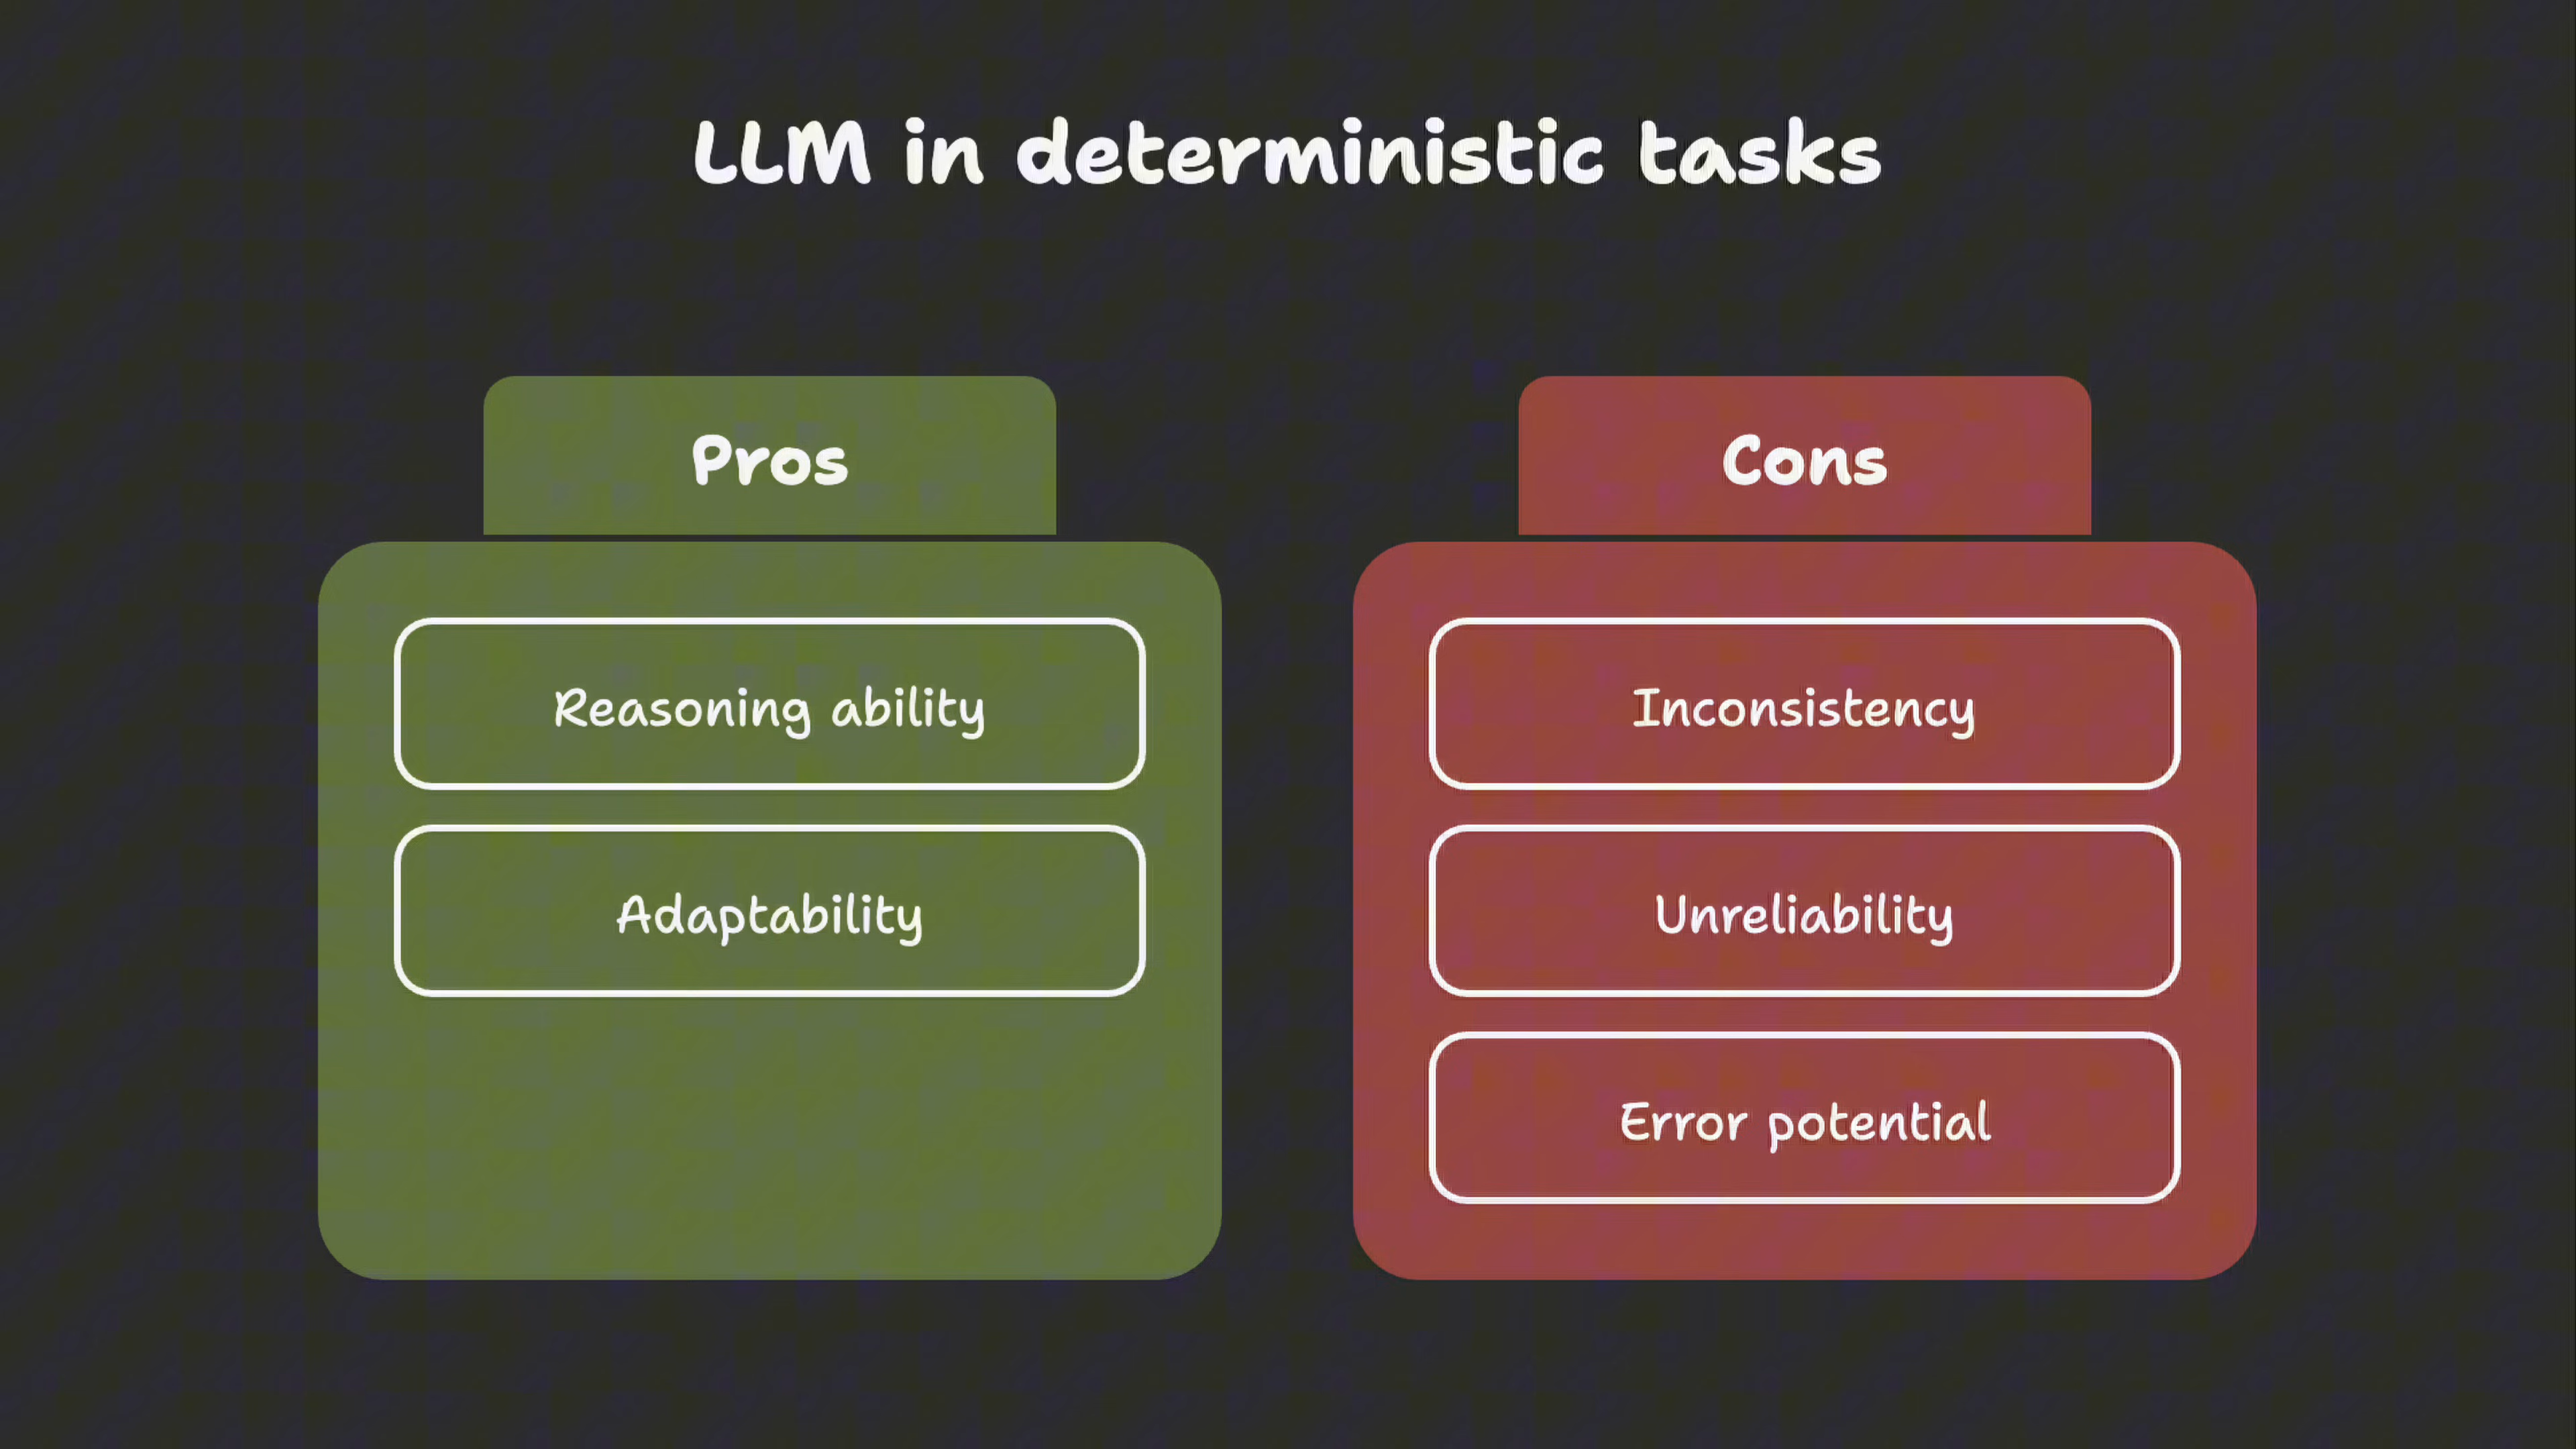 LLM in deterministic tasks
Pros
Reasoning ability
Adaptability
Cons
Inconsistency
Unreliability
Error potential